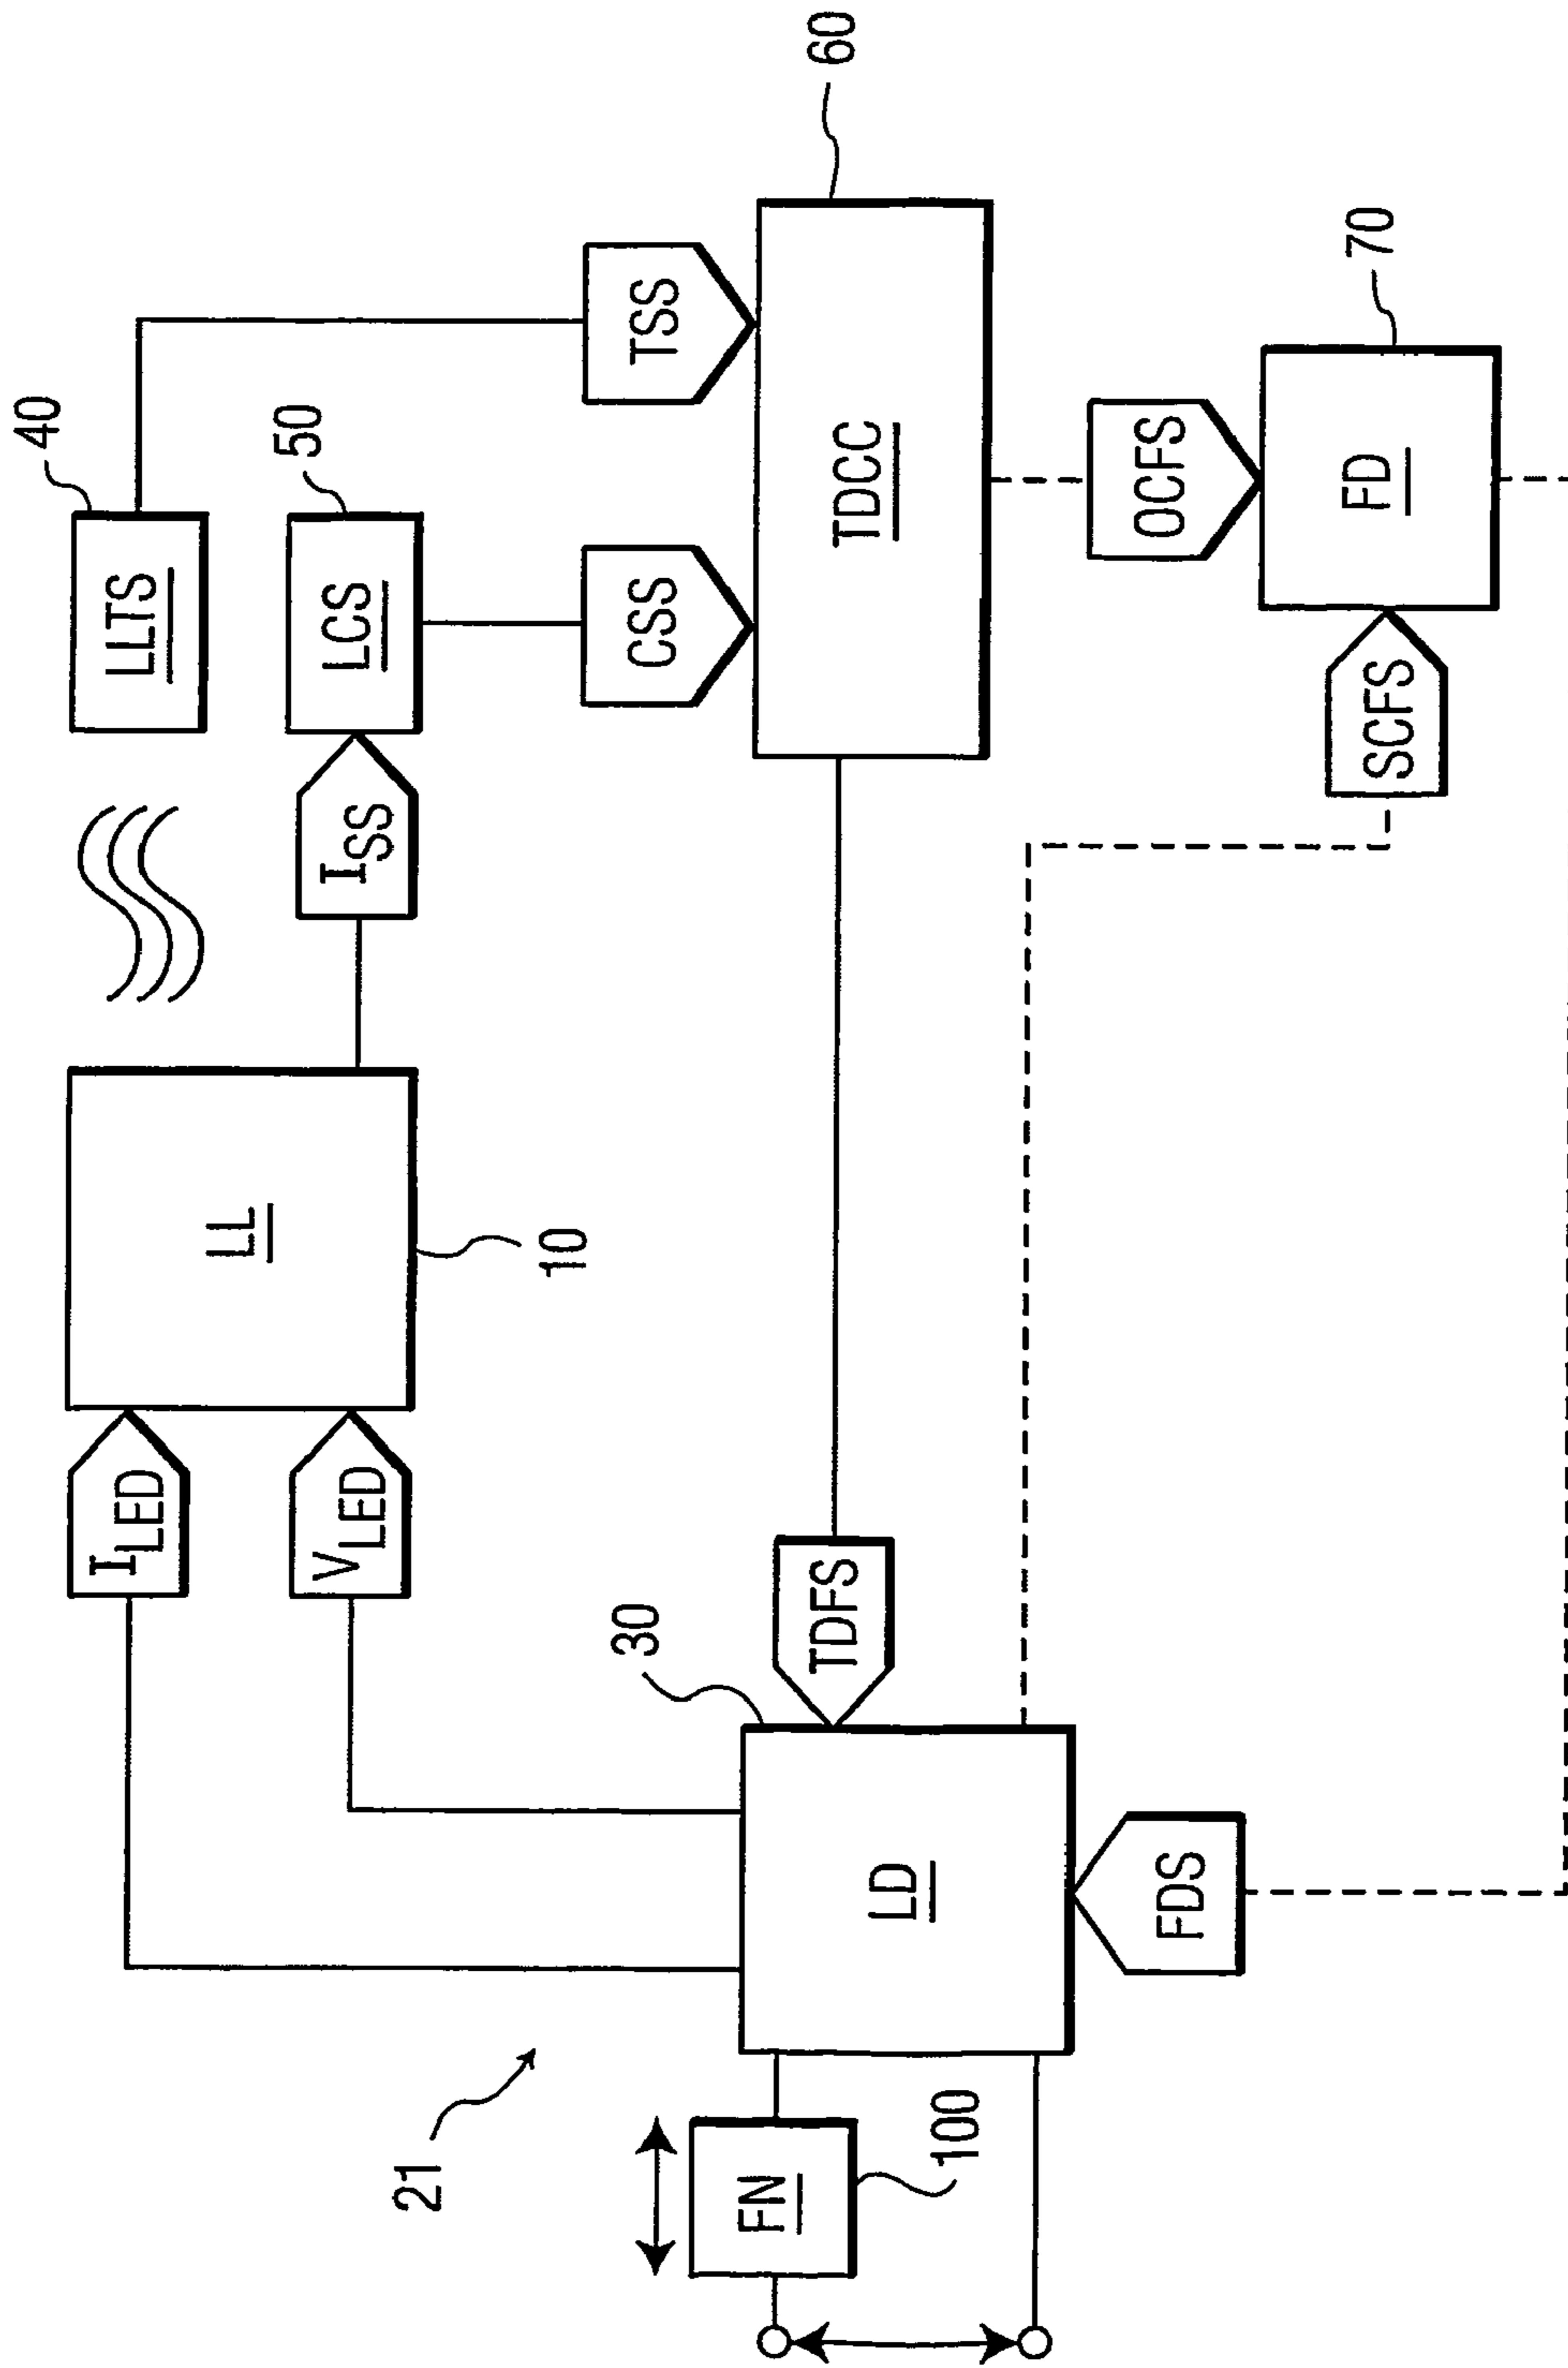 40
LLTS
50
LCS
60
TSS
CSS
TDCC
70
OCFS
FD
SCFS
ISS
LL
10
ILED
VLED
30
TDFS
LD
FDS
21
FN
100